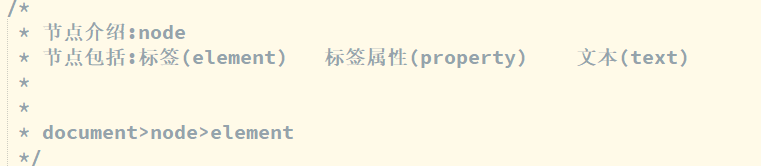 /*
* 节点介绍:node
* 节点包括:标签(element)   标签属性(property)    文本(text)
*
*
* document>node>element
*/